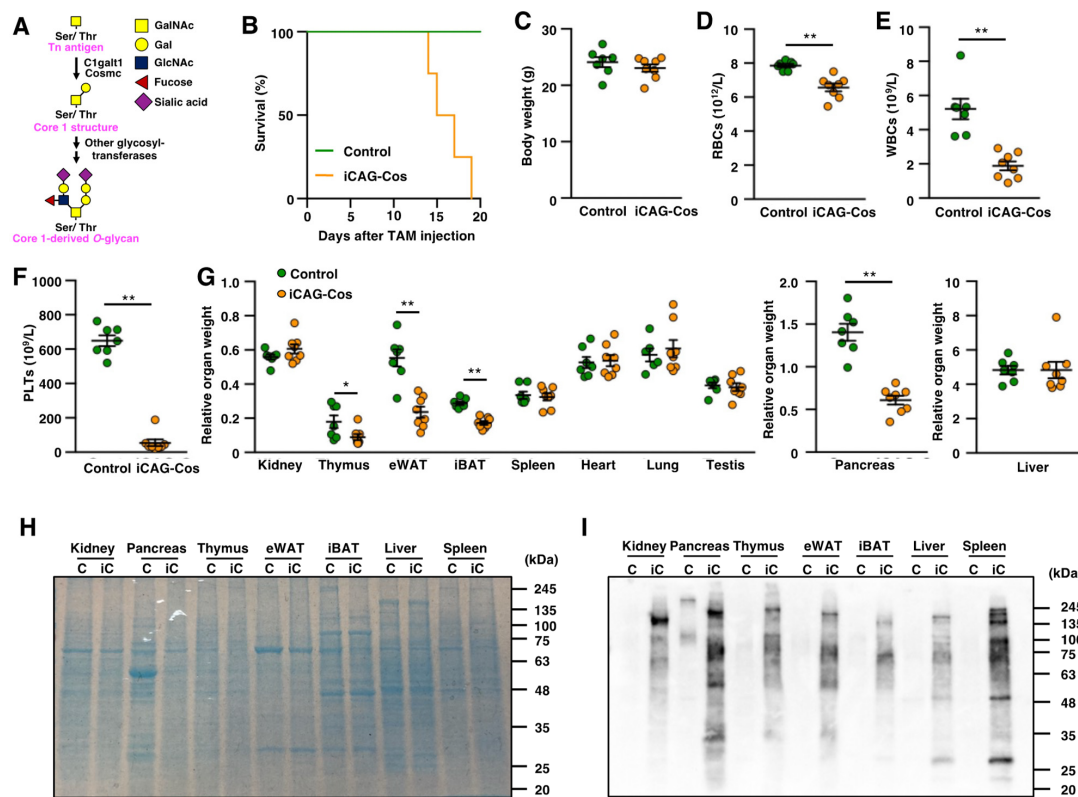 A
GalNAc
Ser/ Thr
Tn antigen
Gal
C1galt1
Cosmc
GlcNAc
Fucose
Sialic acid
Ser/ Thr
Core 1 structure
Other glycosyl-
transferases
Ser/ Thr
Core 1-derived O-glycan
B
Survival (%)
100
50
0
Control
iCAG-Cos
0 5 10 15 20
Days after TAM injection
C
Body weight (g)
30
20
10
0
Control iCAG-Cos
D
RBCs (10¹²/L)
**
10
8
6
4
2
0
Control iCAG-Cos
E
WBCs (10⁹/L)
**
10
8
6
4
2
0
Control iCAG-Cos
F
PLTs (10⁹/L)
**
1000
800
600
400
200
0
Control iCAG-Cos
G
Control
iCAG-Cos
Relative organ weight
1.0
0.8
0.6
0.4
0.2
0
** * **
Kidney Thymus eWAT iBAT Spleen Heart Lung Testis
Relative organ weight
**
2.0
1.5
1.0
0.5
0
Pancreas
Relative organ weight
10
8
6
4
2
0
Liver
H
Kidney Pancreas Thymus eWAT iBAT Liver Spleen
C iC C iC C iC C iC C iC C iC C iC
(kDa)
245
135
100
75
63
48
35
25
20
I
Kidney Pancreas Thymus eWAT iBAT Liver Spleen
C iC C iC C iC C iC C iC C iC C iC
(kDa
245
135
100
75
63
48
35
25
20